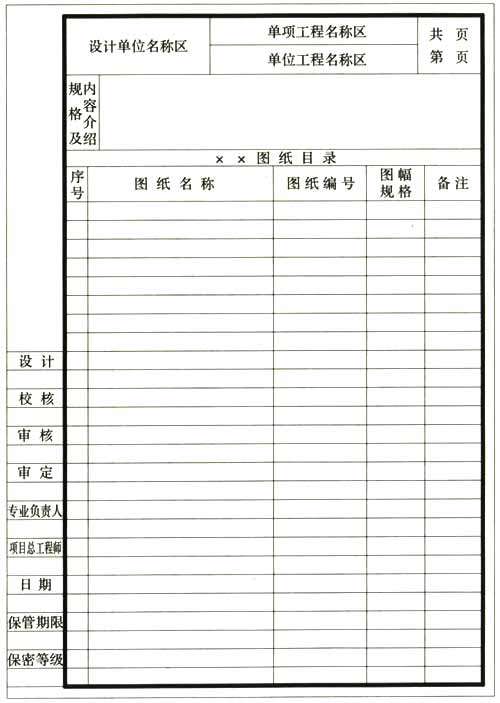 设计单位名称区
单项工程名称区
单位工程名称区
共 页
第 页
规格及
内容介绍
× × 图纸目录
序号
图纸名称
图纸编号
图幅
规格
备注
设计
校核
审核
审定
专业负责人
项目总工程师
日期
保管期限
保密等级